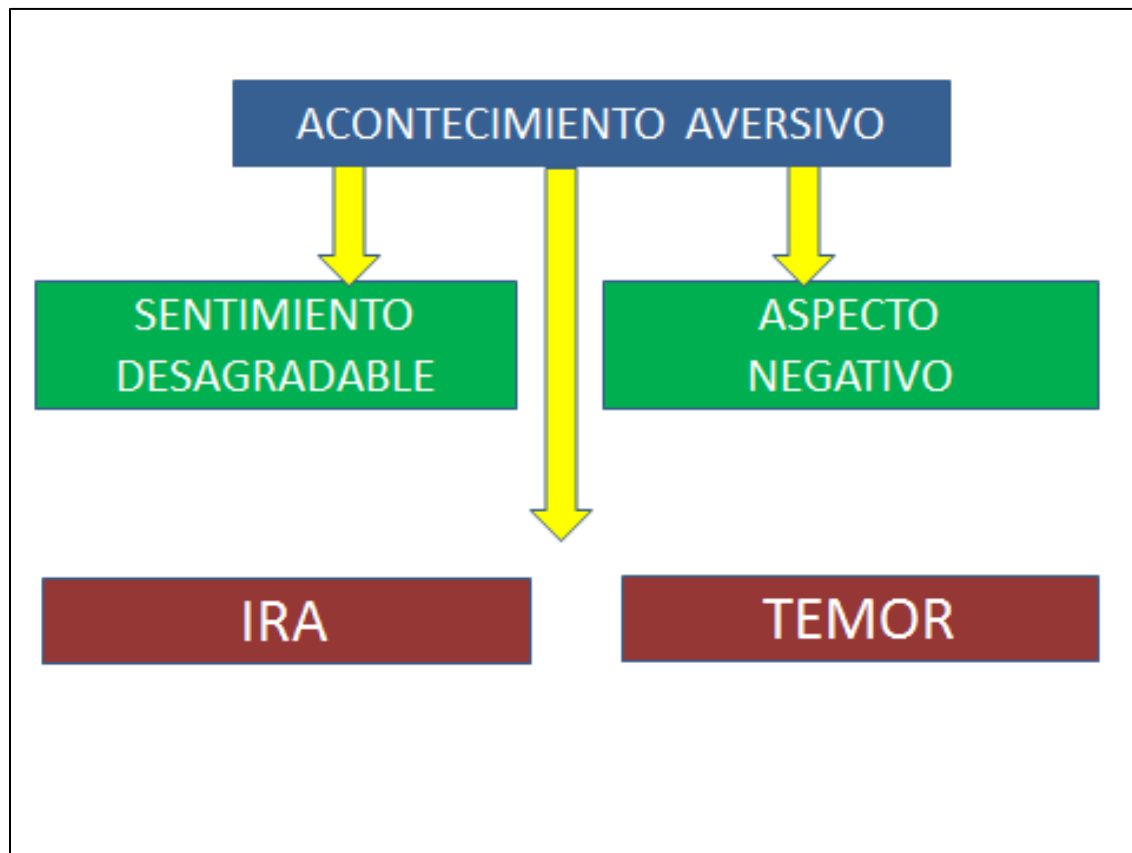 ACONTECIMIENTO AVERSIVO
SENTIMIENTO
DESAGRADABLE
ASPECTO
NEGATIVO
IRA
TEMOR